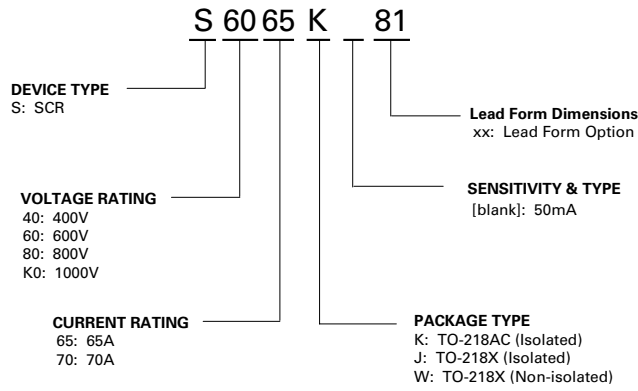 S 60 65 K 81
DEVICE TYPE
S: SCR
Lead Form Dimensions
xx: Lead Form Option
VOLTAGE RATING
40: 400V
60: 600V
80: 800V
K0: 1000V
SENSITIVITY & TYPE
[blank]: 50mA
CURRENT RATING
65: 65A
70: 70A
PACKAGE TYPE
K: TO-218AC (Isolated)
J: TO-218X (Isolated)
W: TO-218X (Non-isolated)